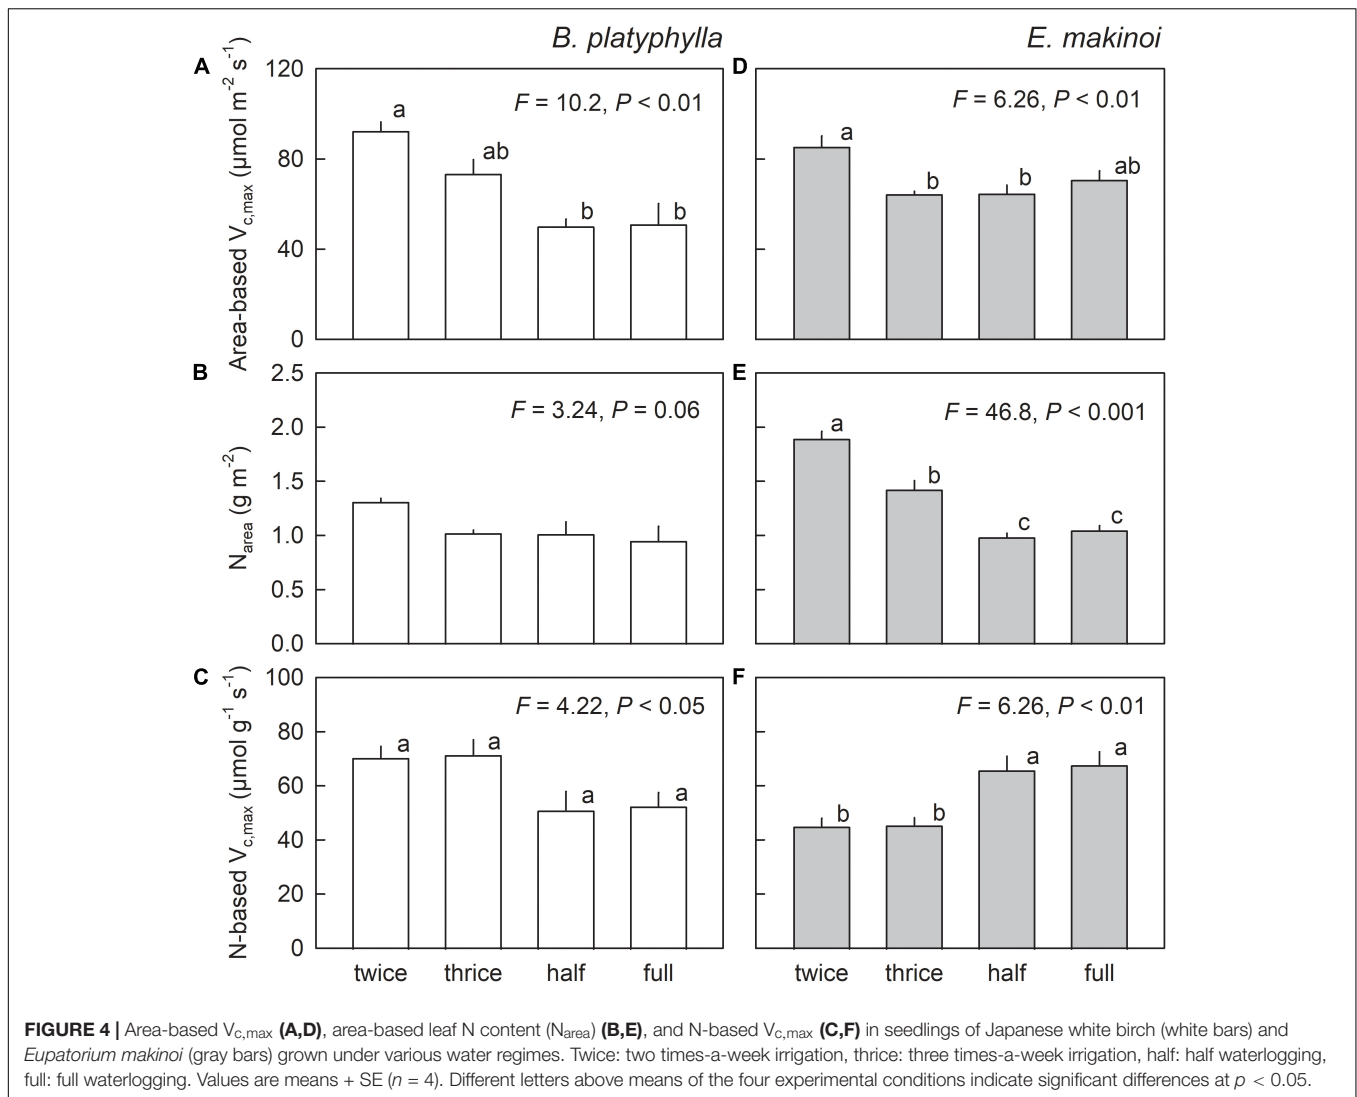 B. platyphylla
E. makinoi
A
Area-based Vc,max (µmol m-2 s-1)
120
80
40
0
F = 10.2, P < 0.01
a
ab
b
b
D
F = 6.26, P < 0.01
a
b
b
ab
B
Narea (g m-2)
2.5
2.0
1.5
1.0
0.5
0.0
F = 3.24, P = 0.06
E
F = 46.8, P < 0.001
a
b
c
c
C
N-based Vc,max (µmol g-1 s-1)
100
80
60
40
20
0
F = 4.22, P < 0.05
a
a
a
a
twice
thrice
half
full
F
F = 6.26, P < 0.01
b
b
a
a
twice
thrice
half
full
FIGURE 4 | Area-based Vc,max (A,D), area-based leaf N content (Narea) (B,E), and N-based Vc,max (C,F) in seedlings of Japanese white birch (white bars) and
Eupatorium makinoi (gray bars) grown under various water regimes. Twice: two times-a-week irrigation, thrice: three times-a-week irrigation, half: half waterlogging,
full: full waterlogging. Values are means + SE (n = 4). Different letters above means of the four experimental conditions indicate significant differences at p < 0.05.